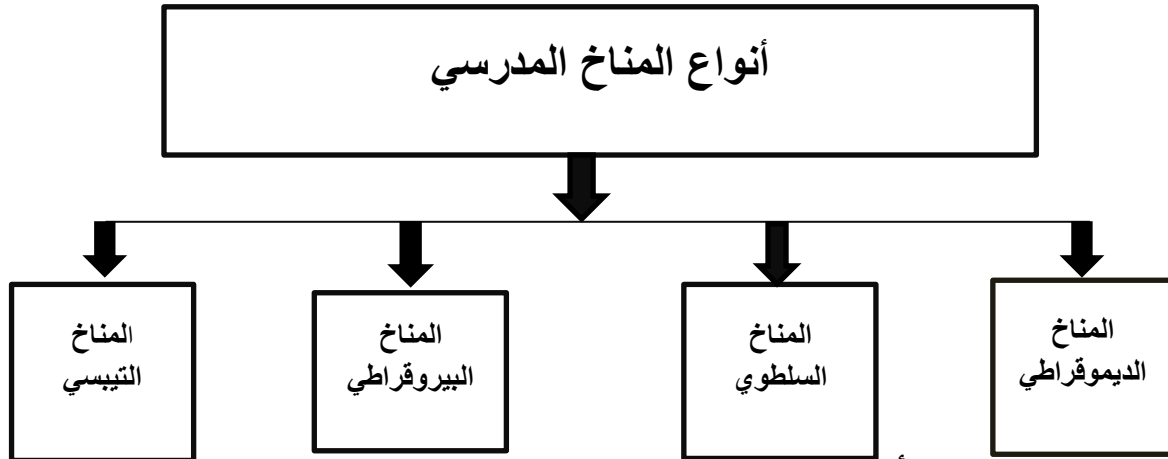 أنواع المناخ المدرسي
المناخ
الديموقراطي
المناخ
السلطوي
المناخ
البيروقراطي
المناخ
التيبسي